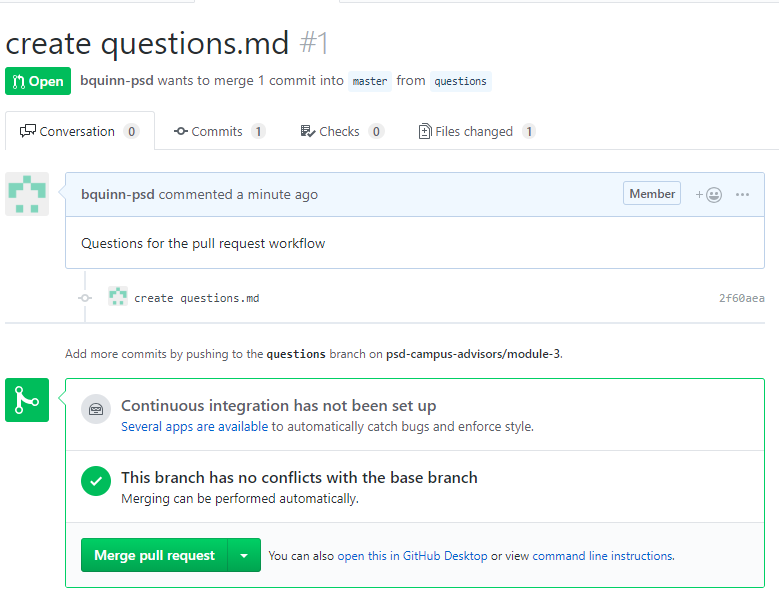 create questions.md #1
Open bquinn-psd wants to merge 1 commit into master from questions
Conversation 0 Commits 1 Checks 0 Files changed 1
bquinn-psd commented a minute ago Member +
Questions for the pull request workflow
create questions.md 2f60aea
Add more commits by pushing to the questions branch on psd-campus-advisors/module-3.
Continuous integration has not been set up
Several apps are available to automatically catch bugs and enforce style.
This branch has no conflicts with the base branch
Merging can be performed automatically.
Merge pull request You can also open this in GitHub Desktop or view command line instructions.